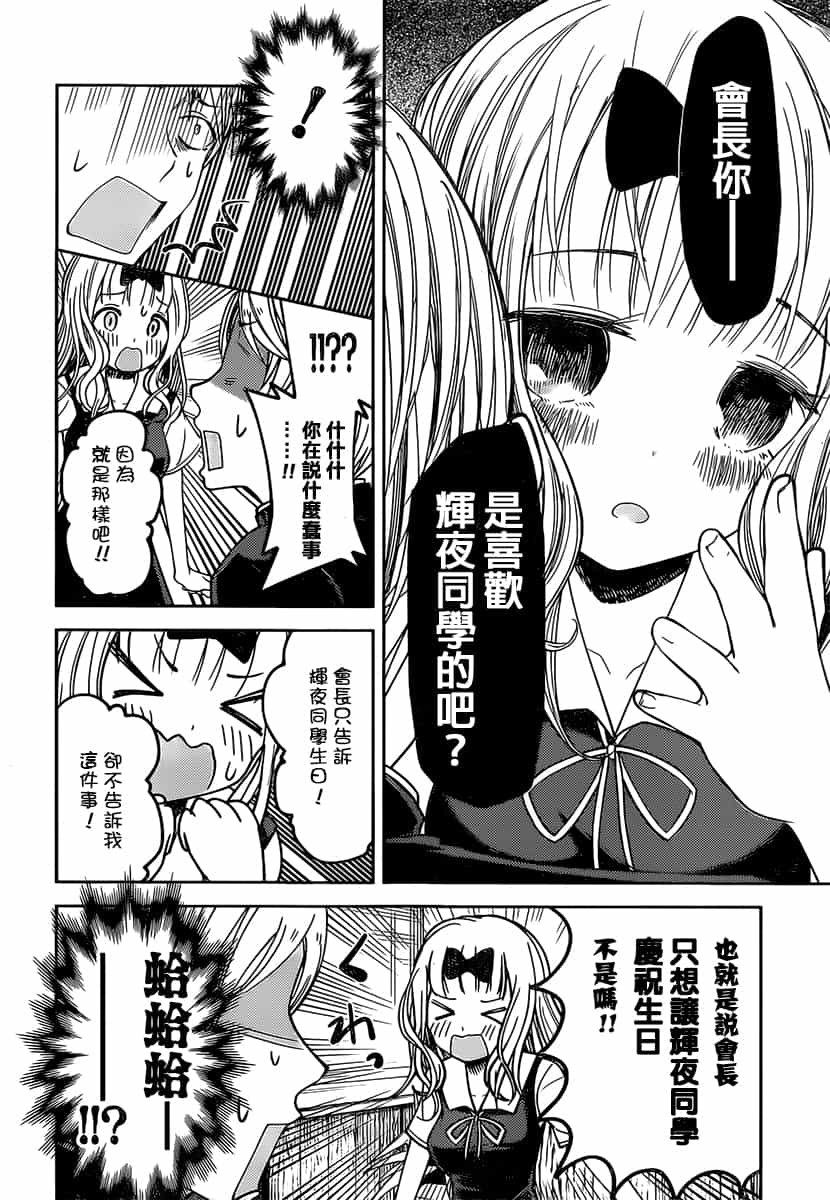 會長你——
是喜歡
輝夜同學的吧？
！
!!??
什什什
你在説什麼蠢事
……!!
因為
就是那樣吧!!
會長只告訴
輝夜同學生日！
卻不告訴我
這件事！
也就是説會長
只想讓輝夜同學
慶祝生日
不是嗎!!
蛤蛤蛤——
——!!?